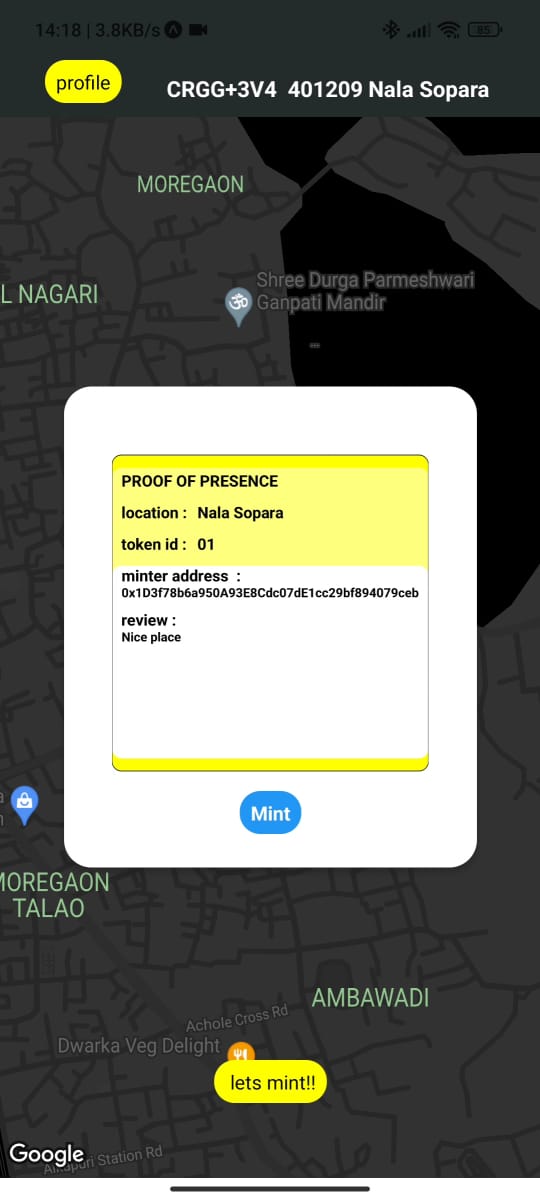 14:18 | 3.8KB/s
85
profile
CRGG+3V4 401209 Nala Sopara
MOREGAON
L NAGARI
Shree Durga Parmeshwari
Ganpati Mandir
PROOF OF PRESENCE
location : Nala Sopara
token id : 01
minter address :
0x1D3f78b6a950A93E8Cdc07dE1cc29bf894079ceb
review :
Nice place
Mint
MOREGAON
TALAO
AMBAWADI
Achole Cross Rd
Dwarka Veg Delight
lets mint!!
Google
Station Rd